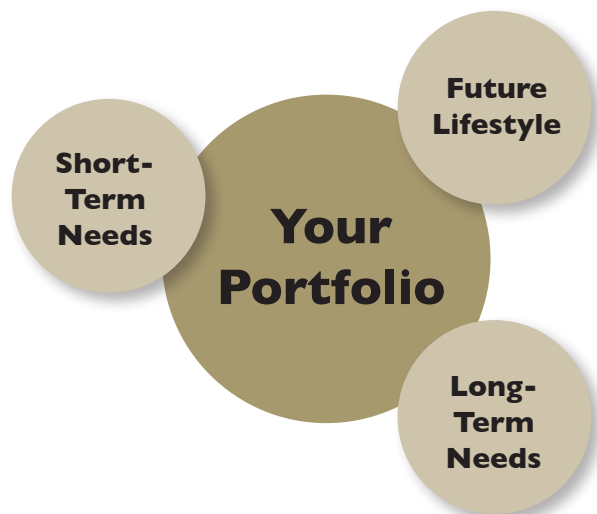 Future
Lifestyle
Short-
Term
Needs
Your
Portfolio
Long-
Term
Needs